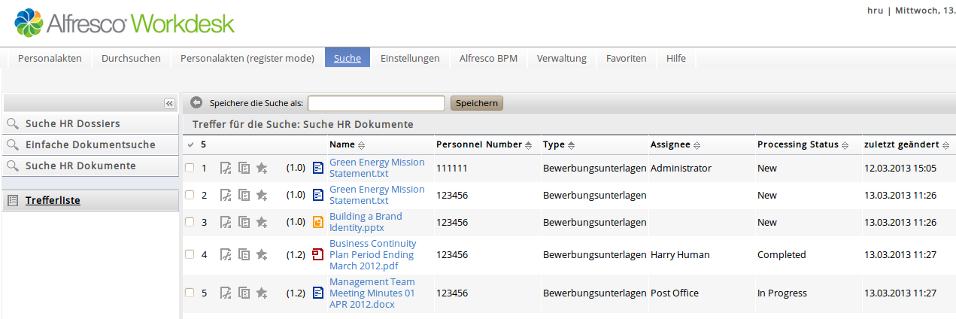 Alfresco Workdesk
hru | Mittwoch, 13.
Personalakten Durchsuchen Personalakten (register mode) Suche Einstellungen Alfresco BPM Verwaltung Favoriten Hilfe
Speichere die Suche als: Speichern
Suche HR Dossiers
Einfache Dokumentsuche
Suche HR Dokumente
Trefferliste
Treffer für die Suche: Suche HR Dokumente
5 Name Personnel Number Type Assignee Processing Status zuletzt geändert
1 (1.0) Green Energy Mission Statement.txt 111111 Bewerbungsunterlagen Administrator New 12.03.2013 15:05
2 (1.0) Green Energy Mission Statement.txt 123456 Bewerbungsunterlagen New 13.03.2013 11:26
3 (1.0) Building a Brand Identity.pptx 123456 Bewerbungsunterlagen New 13.03.2013 11:26
4 (1.2) Business Continuity Plan Period Ending March 2012.pdf 123456 Bewerbungsunterlagen Harry Human Completed 13.03.2013 11:27
5 (1.2) Management Team Meeting Minutes 01 APR 2012.docx 123456 Bewerbungsunterlagen Post Office In Progress 13.03.2013 11:27